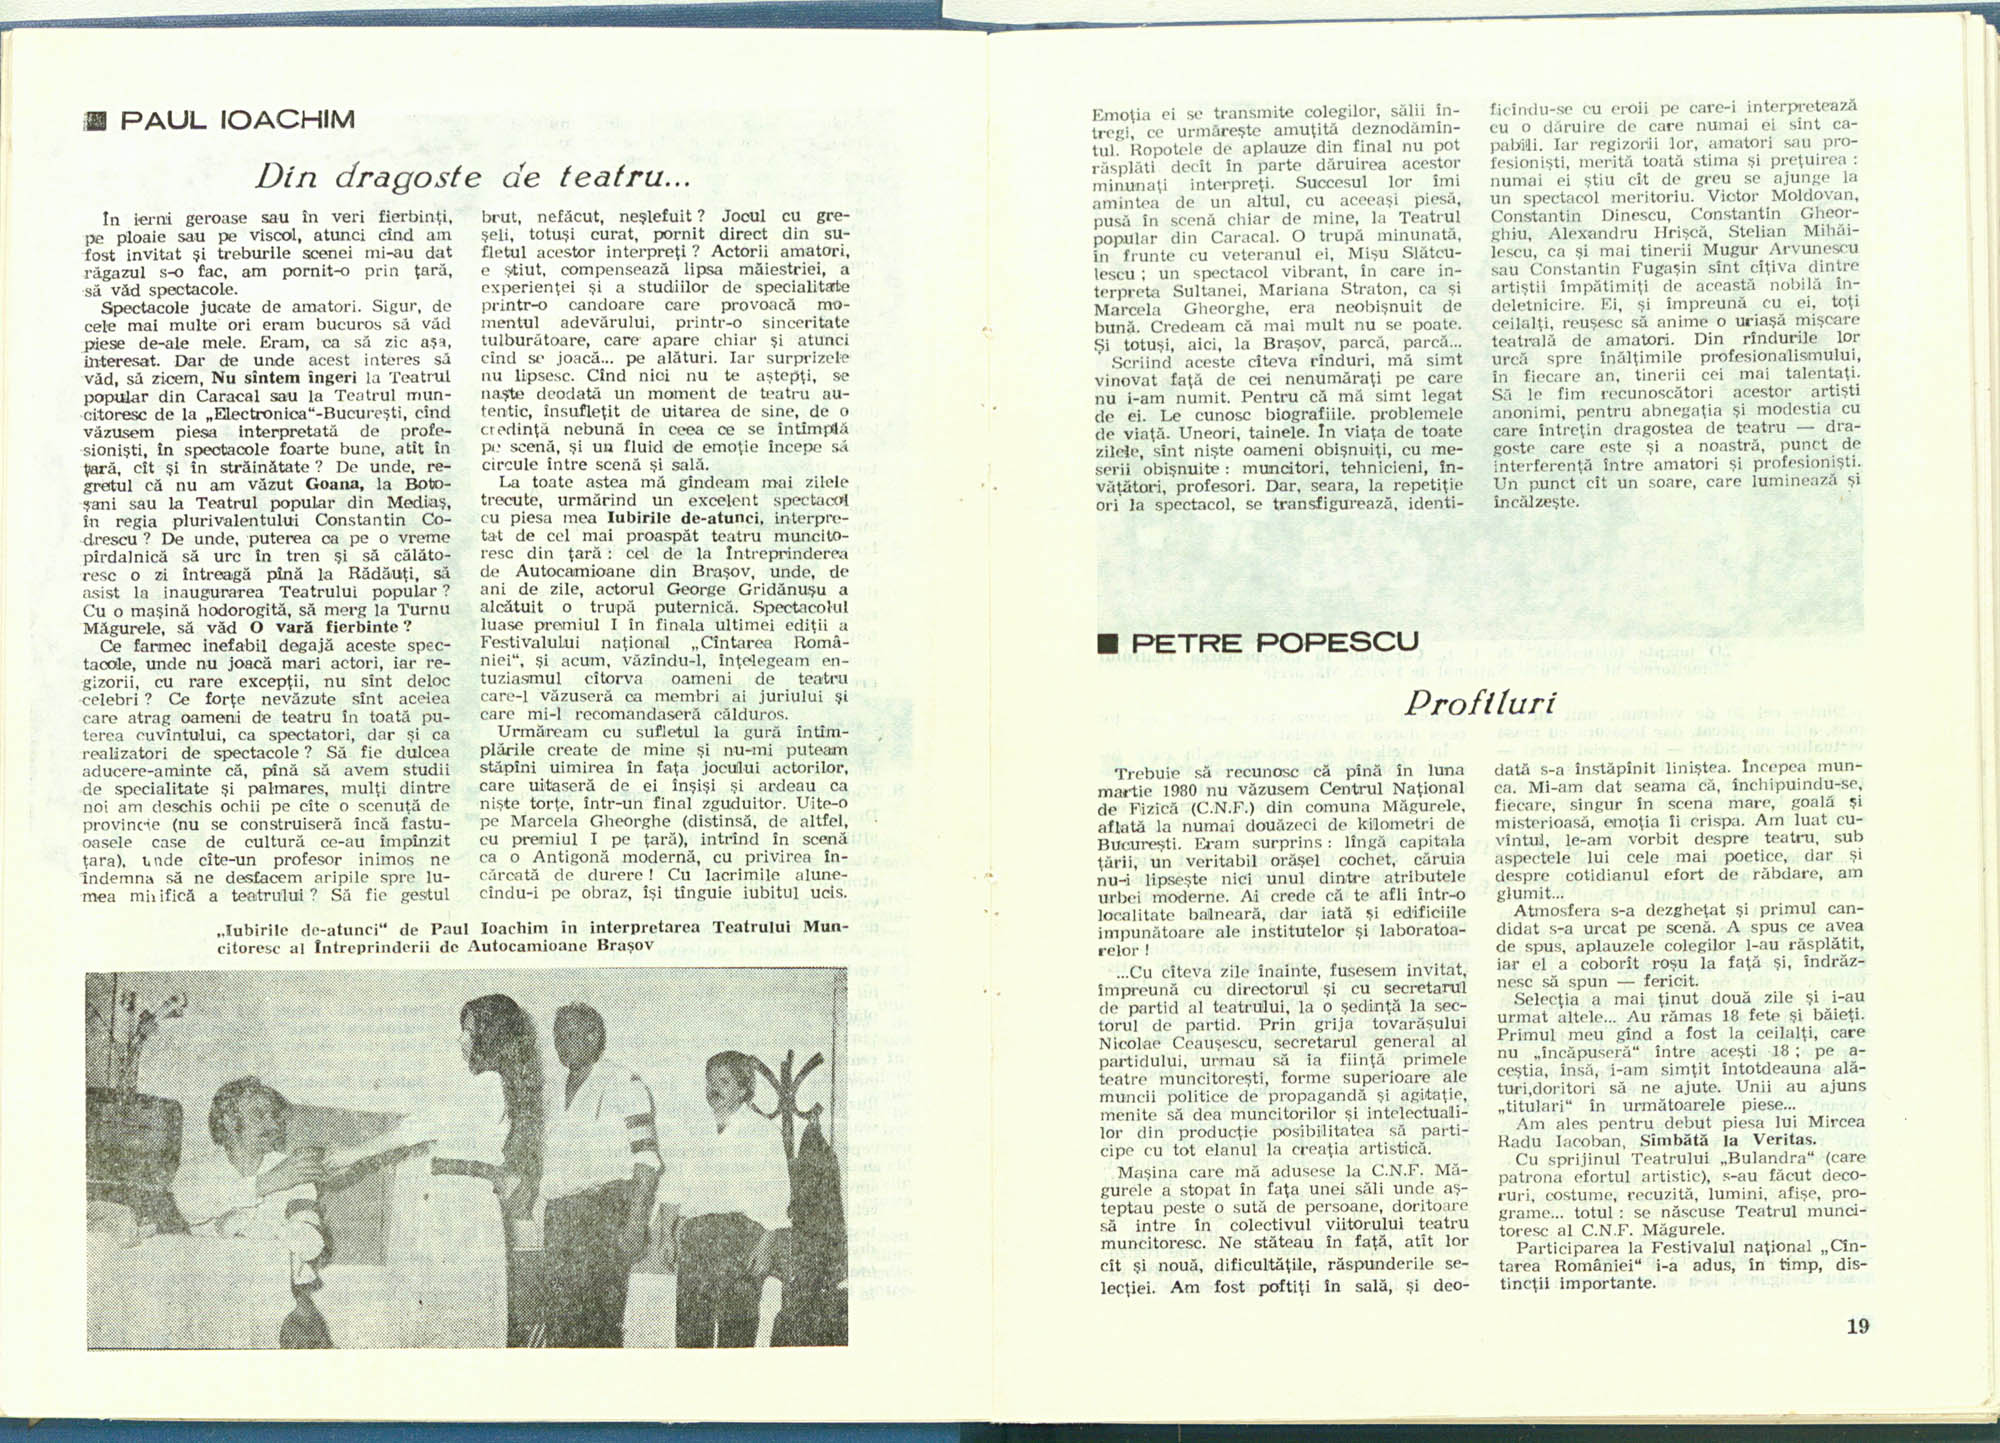 PAUL IOACHIM
Din dragoste de teatru...
În ierni geroase sau în veri fierbinți,
pe ploaie sau pe viscol, atunci cînd am
fost invitat și treburile scenei mi-au dat
răgazul s-o fac, am pornit-o prin țară,
să văd spectacole.
Spectacole jucate de amatori. Sigur, de
cele mai multe ori eram bucuros să văd
piese de-ale mele. Eram, ca să zic așa,
interesat. Dar de unde acest interes să
văd, să zicem, Nu sîntem îngeri la Teatrul
popular din Caracal sau la Teatrul mun-
citoresc de la „Electronica“-București, cînd
văzusem piesa interpretată de profe-
sioniști, în spectacole foarte bune, atît în
țară, cît și în străinătate ? De unde, re-
gretul că nu am văzut Goana, la Boto-
șani sau la Teatrul popular din Mediaș,
în regia plurivalentului Constantin Co-
drescu ? De unde, puterea ca pe o vreme
pîrdalnică să urc în tren și să călăto-
resc o zi întreagă pînă la Rădăuți, să
asist la inaugurarea Teatrului popular ?
Cu o mașină hodorogită, să merg la Turnu
Măgurele, să văd O vară fierbinte ?
Ce farmec inefabil degajă aceste spec-
tacole, unde nu joacă mari actori, iar re-
gizorii, cu rare excepții, nu sînt deloc
celebri ? Ce forțe nevăzute sînt acelea
care atrag oameni de teatru în toată pu-
terea cuvîntului, ca spectatori, dar și ca
realizatori de spectacole ? Să fie dulcea
aducere-aminte că, pînă să avem studii
de specialitate și palmares, mulți dintre
noi am deschis ochii pe cîte o scenuță de
provincie (nu se construiseră încă fastu-
oasele case de cultură ce-au împînzit
țara), unde cîte-un profesor inimos ne
îndemna să ne desfacem aripile spre lu-
mea mirifică a teatrului ? Să fie gestul
brut, nefăcut, neșlefuit ? Jocul cu gre-
șeli, totuși curat, pornit direct din su-
fletul acestor interpreți ? Actorii amatori,
e știut, compensează lipsa măiestriei, a
experienței și a studiilor de specialitate
printr-o candoare care provoacă mo-
mentul adevărului, printr-o sinceritate
tulburătoare, care apare chiar și atunci
cînd se joacă... pe alături. Iar surprizele
nu lipsesc. Cînd nici nu te aștepți, se
naște deodată un moment de teatru au-
tentic, însuflețit de uitarea de sine, de o
credință nebună în ceea ce se întîmplă
pe scenă, și un fluid de emoție începe să
circule între scenă și sală.
La toate astea mă gîndeam mai zilele
trecute, urmărind un excelent spectacol
cu piesa mea Iubirile de-atunci, interpre-
tat de cel mai proaspăt teatru muncito-
resc din țară : cel de la Întreprinderea
de Autocamioane din Brașov, unde, de
ani de zile, actorul George Gridănușu a
alcătuit o trupă puternică. Spectacolul
luase premiul I în finala ultimei ediții a
Festivalului național „Cîntarea Româ-
niei“, și acum, văzîndu-l, înțelegeam en-
tuziasmul cîtorva oameni de teatru
care-l văzuseră ca membri ai juriului și
care mi-l recomandaseră călduros.
Urmăream cu sufletul la gură întîm-
plările create de mine și nu-mi puteam
stăpîni uimirea în fața jocului actorilor,
care uitaseră de ei înșiși și ardeau ca
niște torțe, într-un final zguduitor. Uite-o
pe Marcela Gheorghe (distinsă, de altfel,
cu premiul I pe țară), intrînd în scenă
ca o Antigonă modernă, cu privirea în-
cărcată de durere ! Cu lacrimile alune-
cîndu-i pe obraz, își tînguie iubitul ucis.
„Iubirile de-atunci“ de Paul Ioachim în interpretarea Teatrului Mun-
citoresc al Întreprinderii de Autocamioane Brașov
Emoția ei se transmite colegilor, sălii în-
tregi, ce urmărește amuțită deznodămîn-
tul. Ropotele de aplauze din final nu pot
răsplăti decît în parte dăruirea acestor
minunați interpreți. Succesul lor îmi
amintea de un altul, cu aceeași piesă,
pusă în scenă chiar de mine, la Teatrul
popular din Caracal. O trupă minunată,
în frunte cu veteranul ei, Mișu Slătcu-
lescu ; un spectacol vibrant, în care in-
terpreta Sultanei, Mariana Straton, ca și
Marcela Gheorghe, era neobișnuit de
bună. Credeam că mai mult nu se poate.
Și totuși, aici, la Brașov, parcă, parcă...
Scriind aceste cîteva rînduri, mă simt
vinovat față de cei nenumărați pe care
nu i-am numit. Pentru că mă simt legat
de ei. Le cunosc biografiile. problemele
de viață. Uneori, tainele. În viața de toate
zilele, sînt niște oameni obișnuiți, cu me-
serii obișnuite : muncitori, tehnicieni, în-
vățători, profesori. Dar, seara, la repetiție
ori la spectacol, se transfigurează, identi-
ficîndu-se cu eroii pe care-i interpretează
cu o dăruire de care numai ei sînt ca-
pabili. Iar regizorii lor, amatori sau pro-
fesioniști, merită toată stima și prețuirea :
numai ei știu cît de greu se ajunge la
un spectacol meritoriu. Victor Moldovan,
Constantin Dinescu, Constantin Gheor-
ghiu, Alexandru Hrișcă, Stelian Mihăi-
lescu, ca și mai tinerii Mugur Arvunescu
sau Constantin Fugașin sînt cîțiva dintre
artiștii împătimiți de această nobilă în-
deletnicire. Ei, și împreună cu ei, toți
ceilalți, reușesc să anime o uriașă mișcare
teatrală de amatori. Din rîndurile lor
urcă spre înălțimile profesionalismului,
în fiecare an, tinerii cei mai talentați.
Să le fim recunoscători acestor artiști
anonimi, pentru abnegația și modestia cu
care întrețin dragostea de teatru — dra-
goste care este și a noastră, punct de
interferență între amatori și profesioniști.
Un punct cît un soare, care luminează și
încălzește.
PETRE POPESCU
Profiluri
Trebuie să recunosc că pînă în luna
martie 1980 nu văzusem Centrul Național
de Fizică (C.N.F.) din comuna Măgurele,
aflată la numai douăzeci de kilometri de
București. Eram surprins : lîngă capitala
țării, un veritabil orășel cochet, căruia
nu-i lipsește nici unul dintre atributele
urbei moderne. Ai crede că te afli într-o
localitate balneară, dar iată și edificiile
impunătoare ale institutelor și laboratoa-
relor !
...Cu cîteva zile înainte, fusesem invitat,
împreună cu directorul și cu secretarul
de partid al teatrului, la o ședință la sec-
torul de partid. Prin grija tovarășului
Nicolae Ceaușescu, secretarul general al
partidului, urmau să ia ființă primele
teatre muncitorești, forme superioare ale
muncii politice de propagandă și agitație,
menite să dea muncitorilor și intelectuali-
lor din producție posibilitatea să parti-
cipe cu tot elanul la creația artistică.
Mașina care mă adusese la C.N.F. Mă-
gurele a stopat în fața unei săli unde aș-
teptau peste o sută de persoane, doritoare
să intre în colectivul viitorului teatru
muncitoresc. Ne stăteau în față, atît lor
cît și nouă, dificultățile, răspunderile se-
lecției. Am fost poftiți în sală, și deo-
dată s-a înstăpînit liniștea. Începea mun-
ca. Mi-am dat seama că, închipuindu-se,
fiecare, singur în scena mare, goală și
misterioasă, emoția îi crispa. Am luat cu-
vîntul, le-am vorbit despre teatru, sub
aspectele lui cele mai poetice, dar și
despre cotidianul efort de răbdare, am
glumit...
Atmosfera s-a dezghețat și primul can-
didat s-a urcat pe scenă. A spus ce avea
de spus, aplauzele colegilor l-au răsplătit,
iar el a coborît roșu la față și, îndrăz-
nesc să spun — fericit.
Selecția a mai ținut două zile și i-au
urmat altele... Au rămas 18 fete și băieți.
Primul meu gînd a fost la ceilalți, care
nu „încăpuseră“ între acești 18 ; pe a-
ceștia, însă, i-am simțit întotdeauna ală-
turi,doritori să ne ajute. Unii au ajuns
„titulari“ în următoarele piese...
Am ales pentru debut piesa lui Mircea
Radu Iacoban, Sîmbătă la Veritas.
Cu sprijinul Teatrului „Bulandra“ (care
patrona efortul artistic), s-au făcut deco-
ruri, costume, recuzită, lumini, afișe, pro-
grame... totul : se născuse Teatrul munci-
toresc al C.N.F. Măgurele.
Participarea la Festivalul național „Cîn-
tarea României“ i-a adus, în timp, dis-
tincții importante.
19